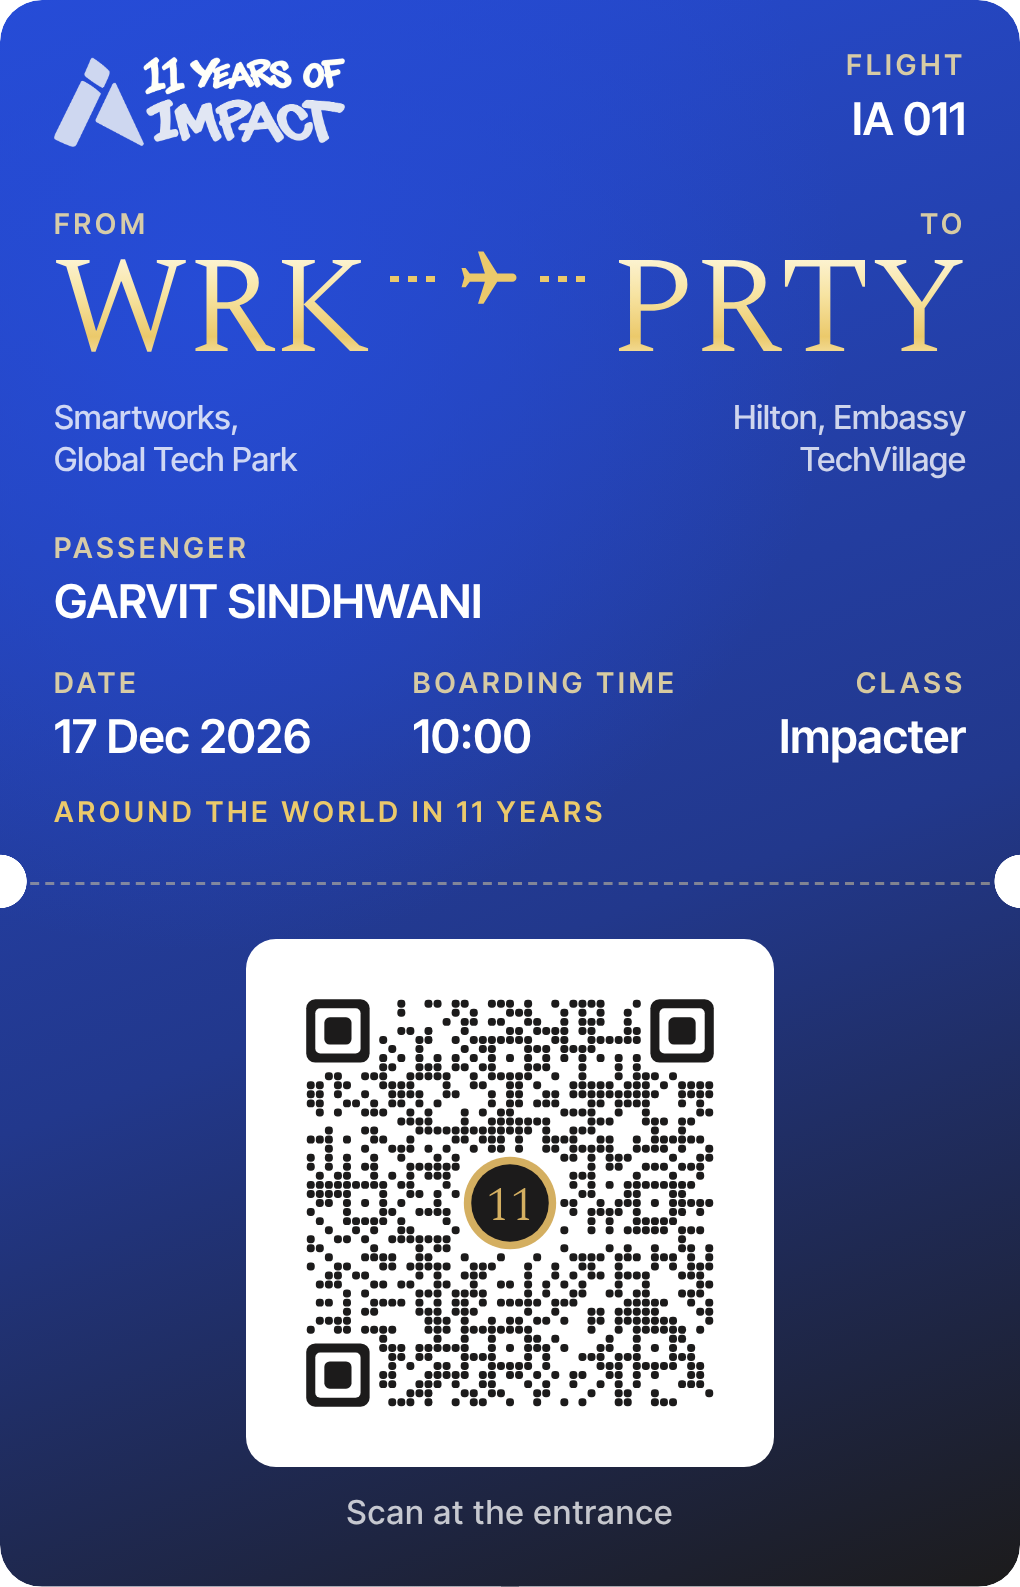 11 YEARS OF
IMPACT
FLIGHT
IA 011
FROM
TO
WRK
PRTY
Smartworks,
Global Tech Park
Hilton, Embassy
TechVillage
PASSENGER
GARVIT SINDHWANI
DATE
BOARDING TIME
CLASS
17 Dec 2026
10:00
Impacter
AROUND THE WORLD IN 11 YEARS
11
Scan at the entrance